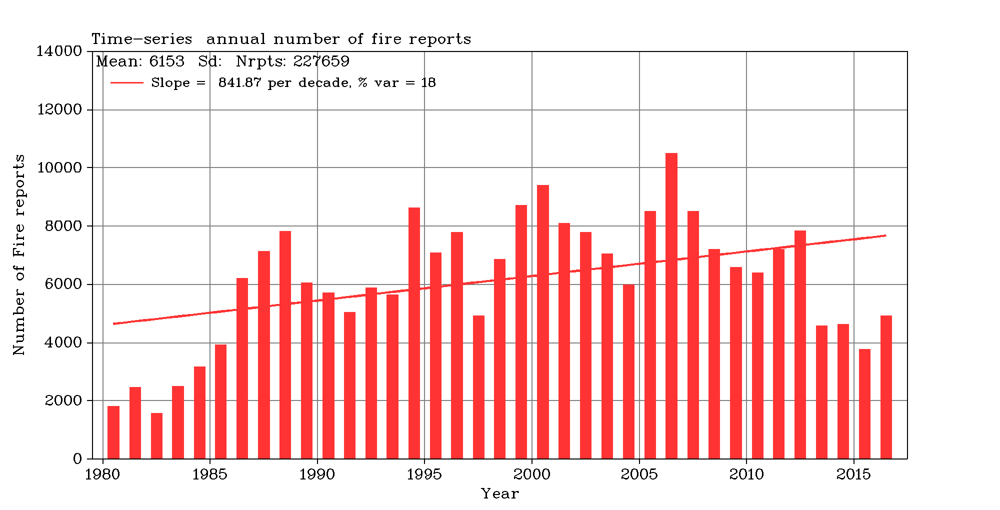 Time-series annual number of fire reports
Mean: 6153 Sd: Nrpts: 227659
Slope = 841.87 per decade, % var = 18
14000
12000
10000
8000
6000
4000
2000
0
Number of Fire reports
1980 1985 1990 1995 2000 2005 2010 2015
Year